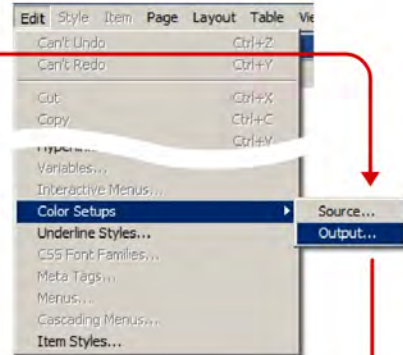 Edit Style Item Page Layout Table
Can't Undo Ctrl+Z
Can't Redo Ctrl+Y
Cut Ctrl+X
Copy Ctrl+C
Ctrl+V
Variables...
Interactive Menus...
Color Setups
Source...
Underline Styles...
Output...
CSS Font Families...
Meta Tags...
Menus...
Cascading Menus...
Item Styles...